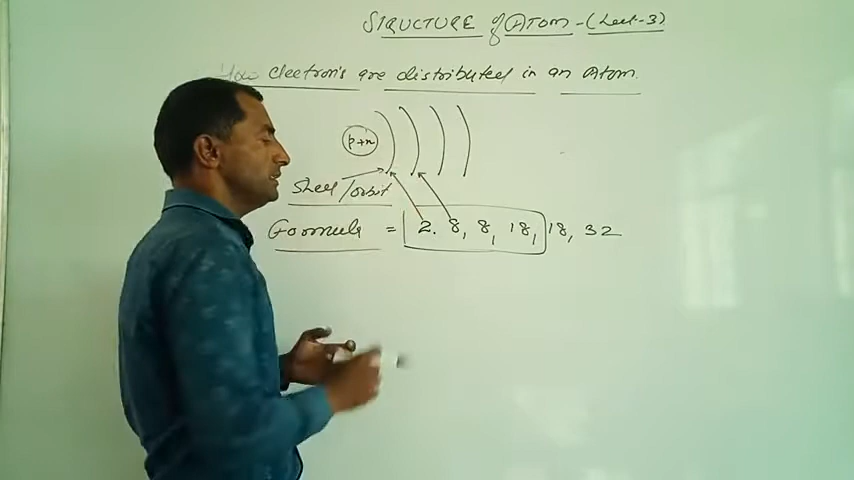 STRUCTURE of ATOM - (Lect-3)
How electron's are distributed in an Atom.
p+n
Shell/orbit
Formula = 2. 8, 8, 18, 18, 32